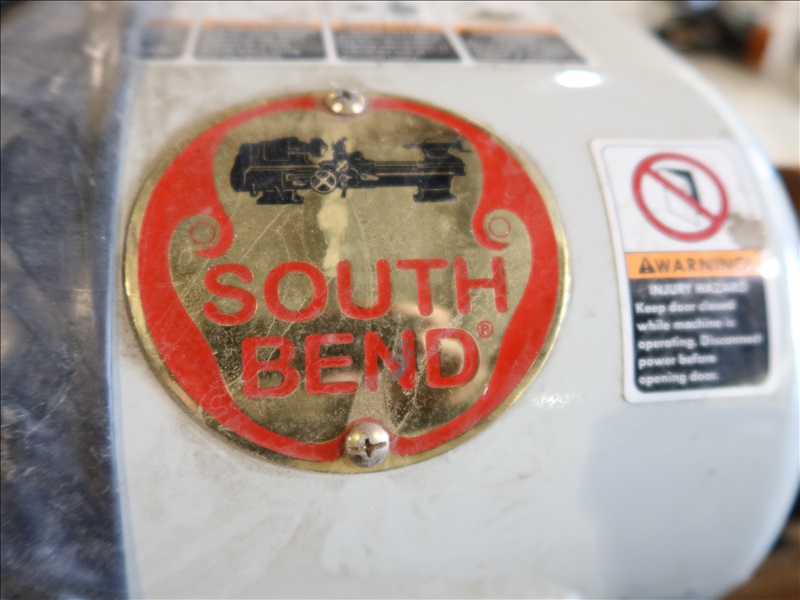 SOUTH
BEND®
WARNING
INJURY HAZARD
Keep door closed
while machine is
operating. Disconnect
power before
opening door.